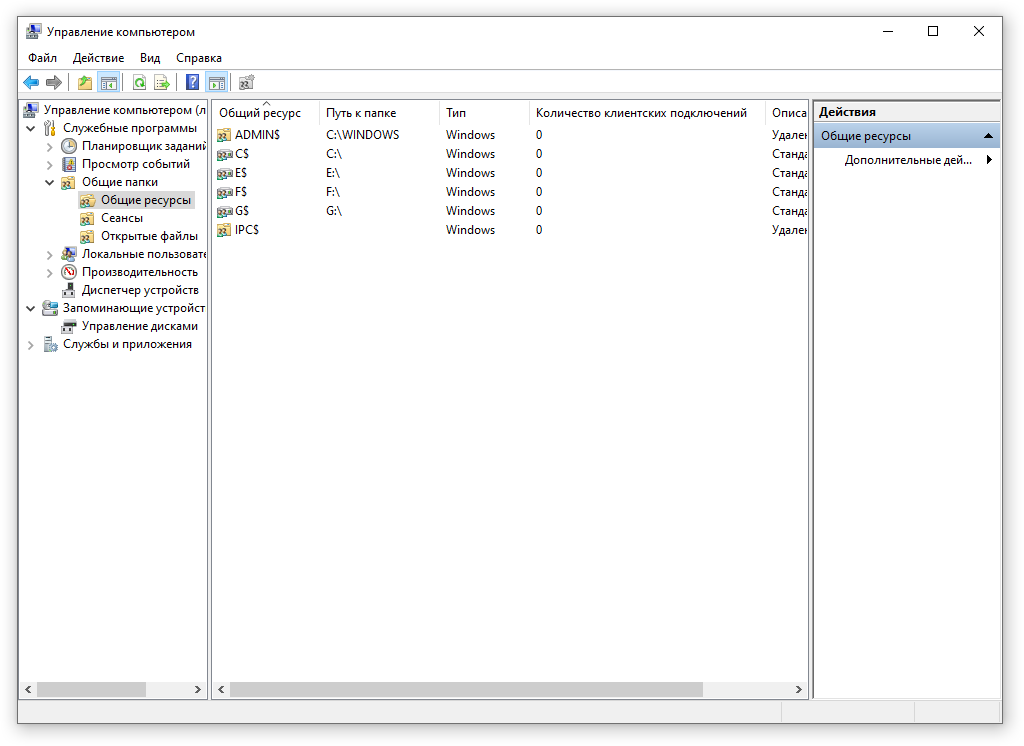 Управление компьютером
Файл Действие Вид Справка
Управление компьютером (л
Служебные программы
Планировщик заданий
Просмотр событий
Общие папки
Общие ресурсы
Сеансы
Открытые файлы
Локальные пользовате
Производительность
Диспетчер устройств
Запоминающие устройст
Управление дисками
Службы и приложения
Общий ресурс Путь к папке Тип Количество клиентских подключений Описа
ADMIN$ C:\WINDOWS Windows 0 Удален
C$ C:\ Windows 0 Станда
E$ E:\ Windows 0 Станда
F$ F:\ Windows 0 Станда
G$ G:\ Windows 0 Станда
IPC$ Windows 0 Удален
Действия
Общие ресурсы
Дополнительные дей...